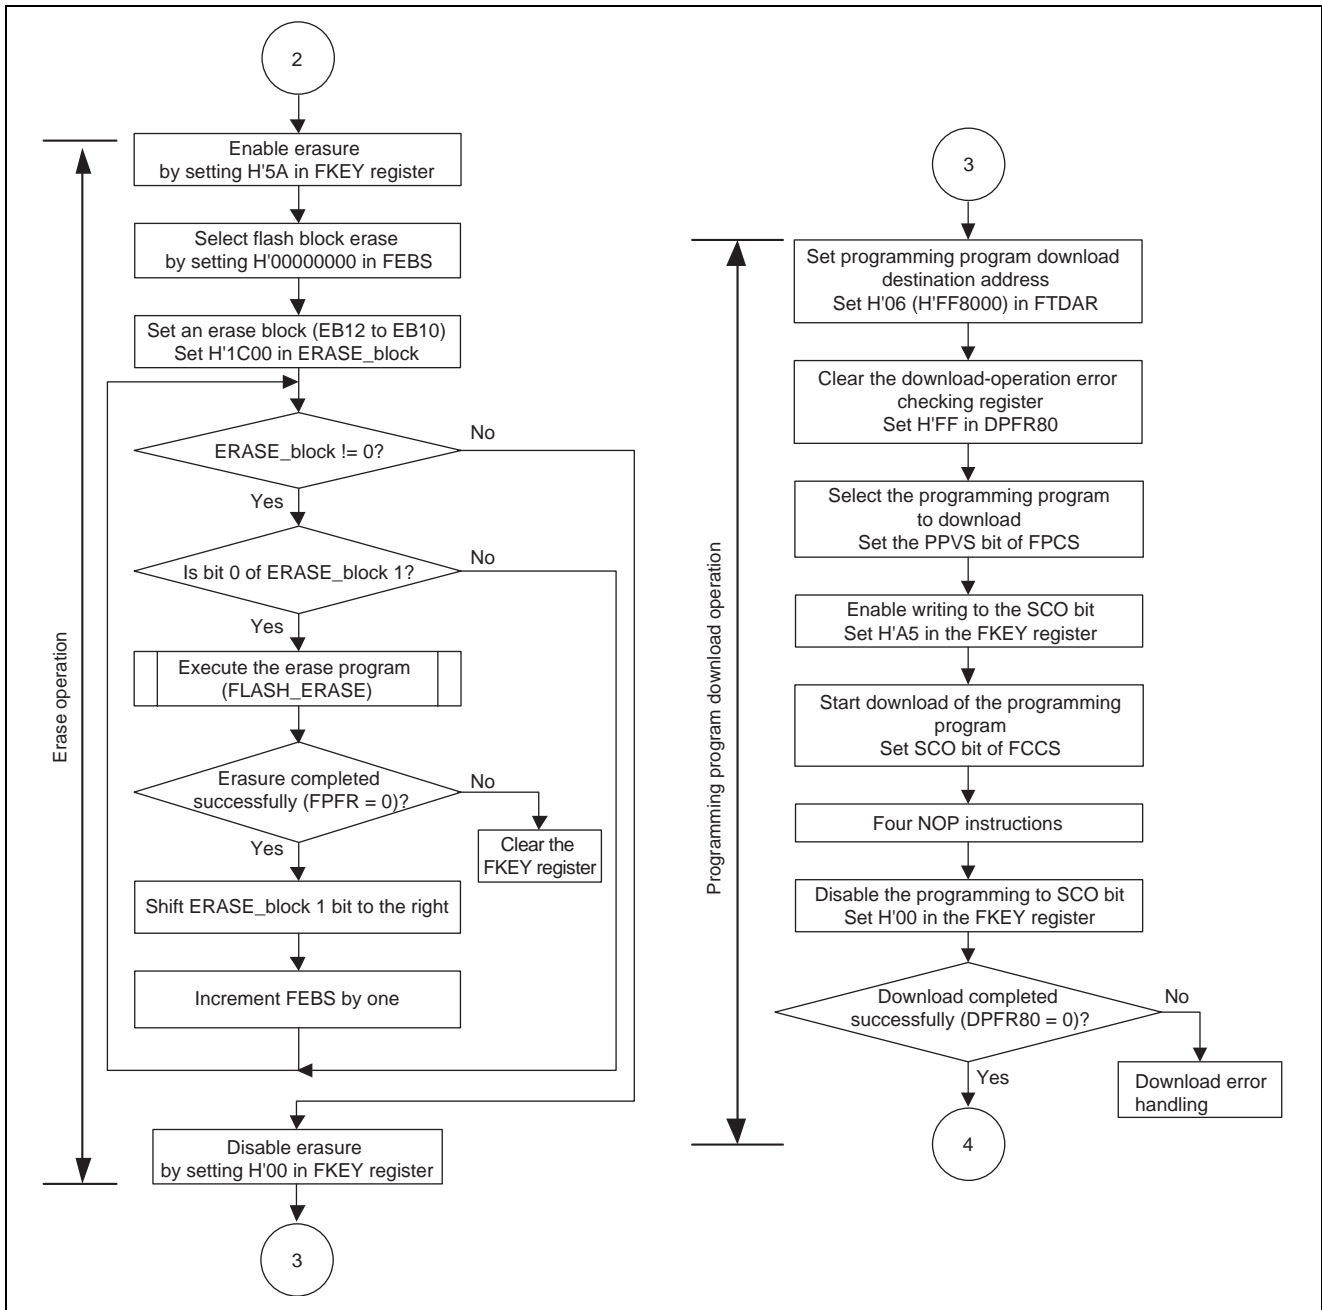 2
Enable erasure
by setting H'5A in FKEY register
Select flash block erase
by setting H'00000000 in FEBS
Set an erase block (EB12 to EB10)
Set H'1C00 in ERASE_block
ERASE_block != 0?
No
Yes
Is bit 0 of ERASE_block 1?
No
Yes
Execute the erase program
(FLASH_ERASE)
Erasure completed
successfully (FPFR = 0)?
No
Clear the
FKEY register
Yes
Shift ERASE_block 1 bit to the right
Increment FEBS by one
Disable erasure
by setting H'00 in FKEY register
3
Erase operation
3
Set programming program download
destination address
Set H'06 (H'FF8000) in FTDAR
Clear the download-operation error
checking register
Set H'FF in DPFR80
Select the programming program
to download
Set the PPVS bit of FPCS
Enable writing to the SCO bit
Set H'A5 in the FKEY register
Start download of the programming
program
Set SCO bit of FCCS
Four NOP instructions
Disable the programming to SCO bit
Set H'00 in the FKEY register
Download completed
successfully (DPFR80 = 0)?
No
Download error
handling
Yes
4
Programming program download operation